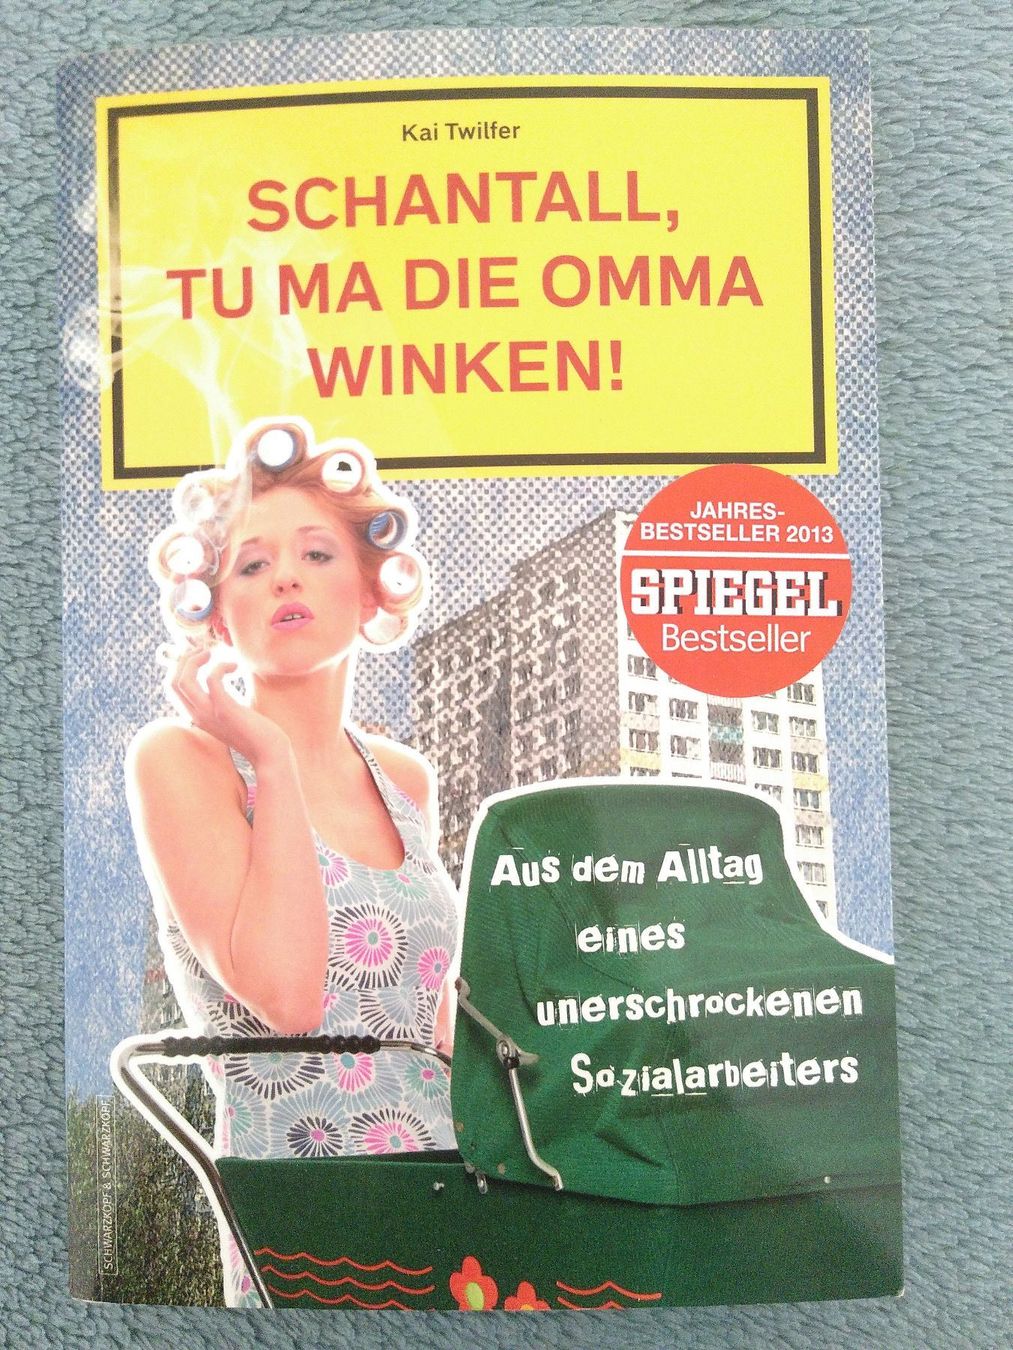 Kai Twilfer
SCHANTALL,
TU MA DIE OMMA
WINKEN!
JAHRES-
BESTSELLER 2013
SPIEGEL
Bestseller
Aus dem Alltag
eines
unerschrockenen
Sozialarbeiters
SCHWARZKOPF & SCHWARZKOPF